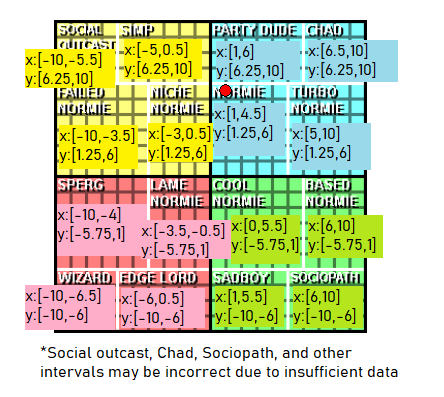 SOCIAL OUTCAST
x:[-10,-5.5]
y:[6.25,10]
SIMP
x:[-5,0.5]
y:[6.25,10]
PARTY DUDE
x:[1,6]
y:[6.25,10]
CHAD
x:[6.5,10]
y:[6.25,10]
FAILED
NORMIE
x:[-10,-3.5]
y:[1.25,6]
NICHE
NORMIE
x:[-3,0.5]
y:[1.25,6]
NORMIE
x:[1,4.5]
y:[1.25,6]
TURBO
NORMIE
x:[5,10]
y:[1.25,6]
SPERG
x:[-10,-4]
y:[-5.75,1]
LAME
NORMIE
x:[-3.5,-0.5]
y:[-5.75,1]
COOL
NORMIE
x:[0,5.5]
y:[-5.75,1]
BASED
NORMIE
x:[6,10]
y:[-5.75,1]
WIZARD
x:[-10,-6.5]
y:[-10,-6]
EDGE LORD
x:[-6,0.5]
y:[-10,-6]
SADBOY
x:[1,5.5]
y:[-10,-6]
SOCIOPATH
x:[6,10]
y:[-10,-6]
*Social outcast, Chad, Sociopath, and other
intervals may be incorrect due to insufficient data